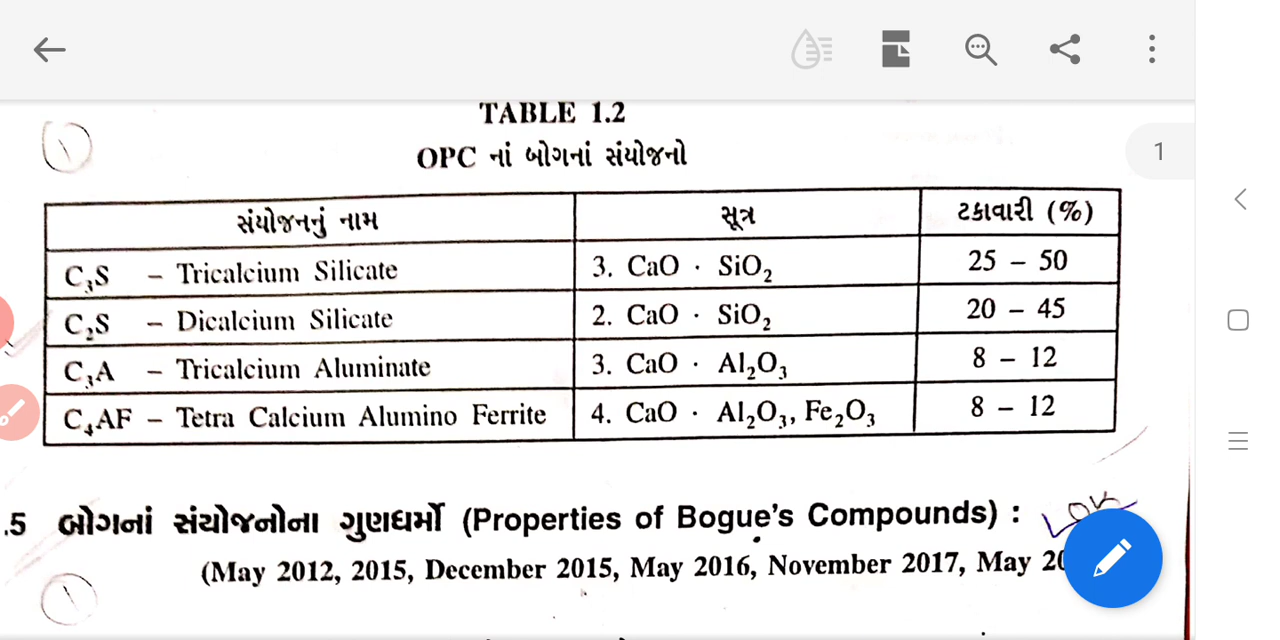 TABLE 1.2
1
OPC નાં બોગનાં સંયોજનો
સંયોજનનું નામ સૂત્ર ટકાવારી (%)
C₃S – Tricalcium Silicate 3. CaO · SiO₂ 25 – 50
C₂S – Dicalcium Silicate 2. CaO · SiO₂ 20 – 45
C₃A – Tricalcium Aluminate 3. CaO · Al₂O₃ 8 – 12
C₄AF – Tetra Calcium Alumino Ferrite 4. CaO · Al₂O₃, Fe₂O₃ 8 – 12
.5 બોગનાં સંયોજનોના ગુણધર્મો (Properties of Bogue's Compounds) :
(May 2012, 2015, December 2015, May 2016, November 2017, May 20